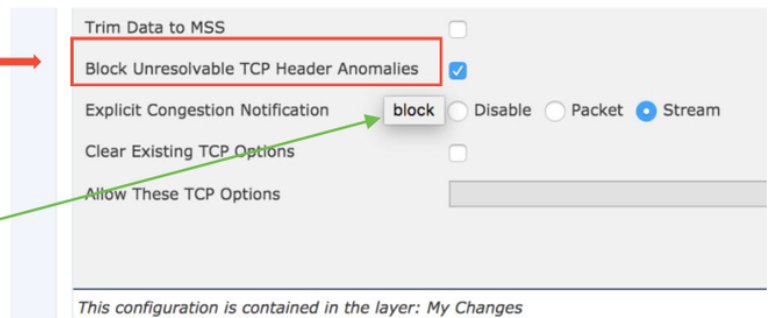 Trim Data to MSS
Block Unresolvable TCP Header Anomalies
Explicit Congestion Notification block Disable Packet Stream
Clear Existing TCP Options
Allow These TCP Options
This configuration is contained in the layer: My Changes